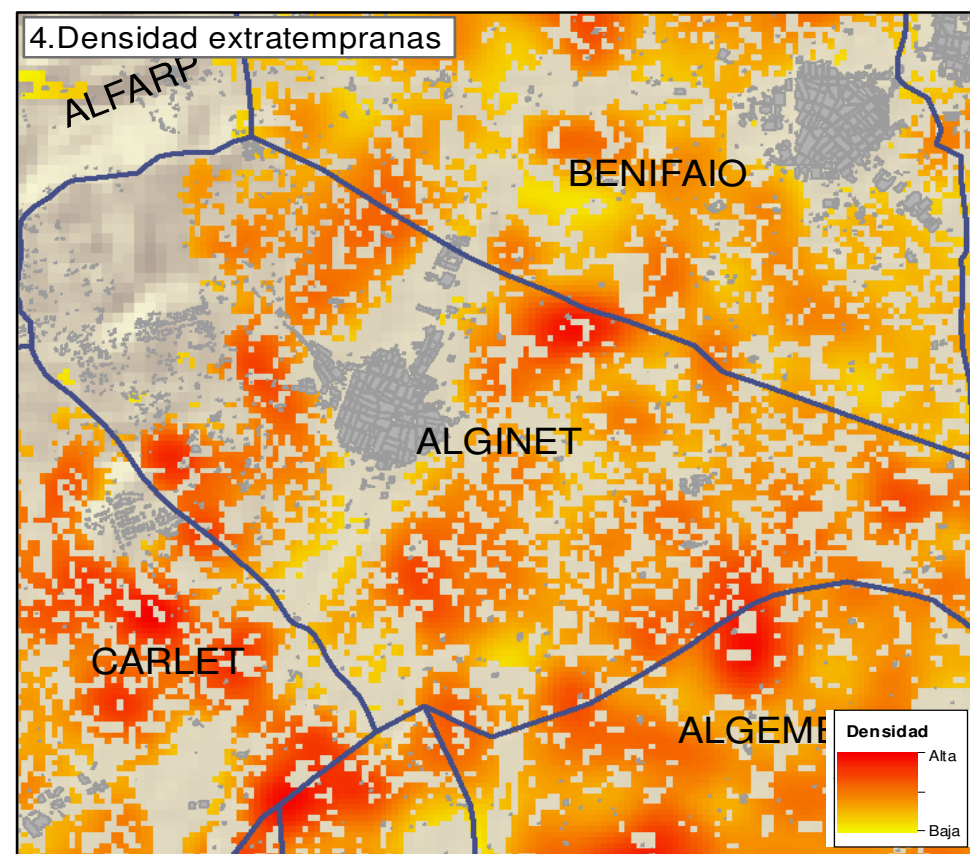 4.Densidad extratempranas
ALFARP
BENIFAIO
ALGINET
CARLET
ALGEME
Densidad
Alta
Baja